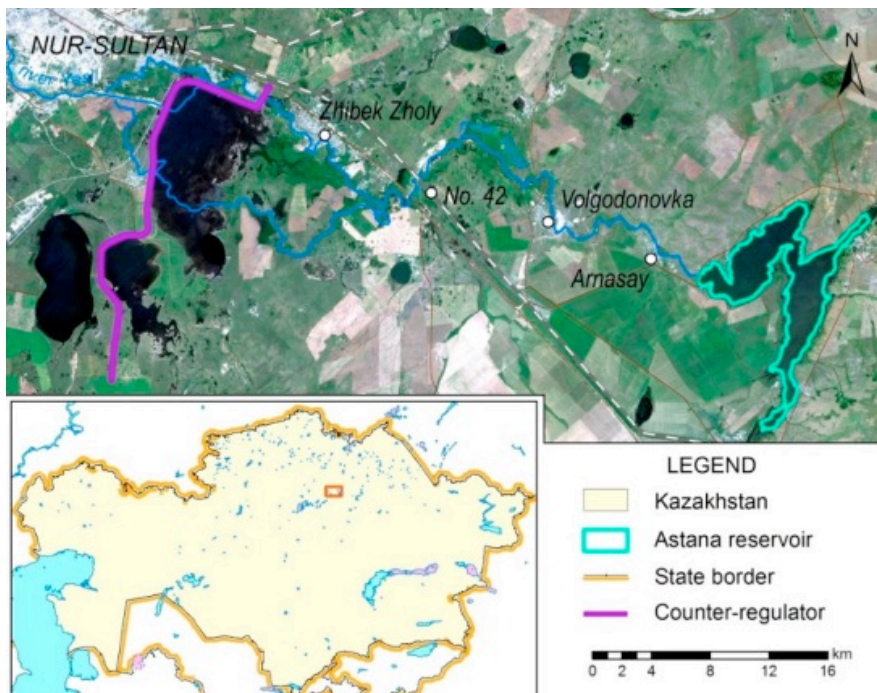 NUR-SULTAN
N
Zhibek Zholy
No. 42
Volgodonovka
Arnasay
LEGEND
Kazakhstan
Astana reservoir
State border
Counter-regulator
km
0 2 4 8 12 16